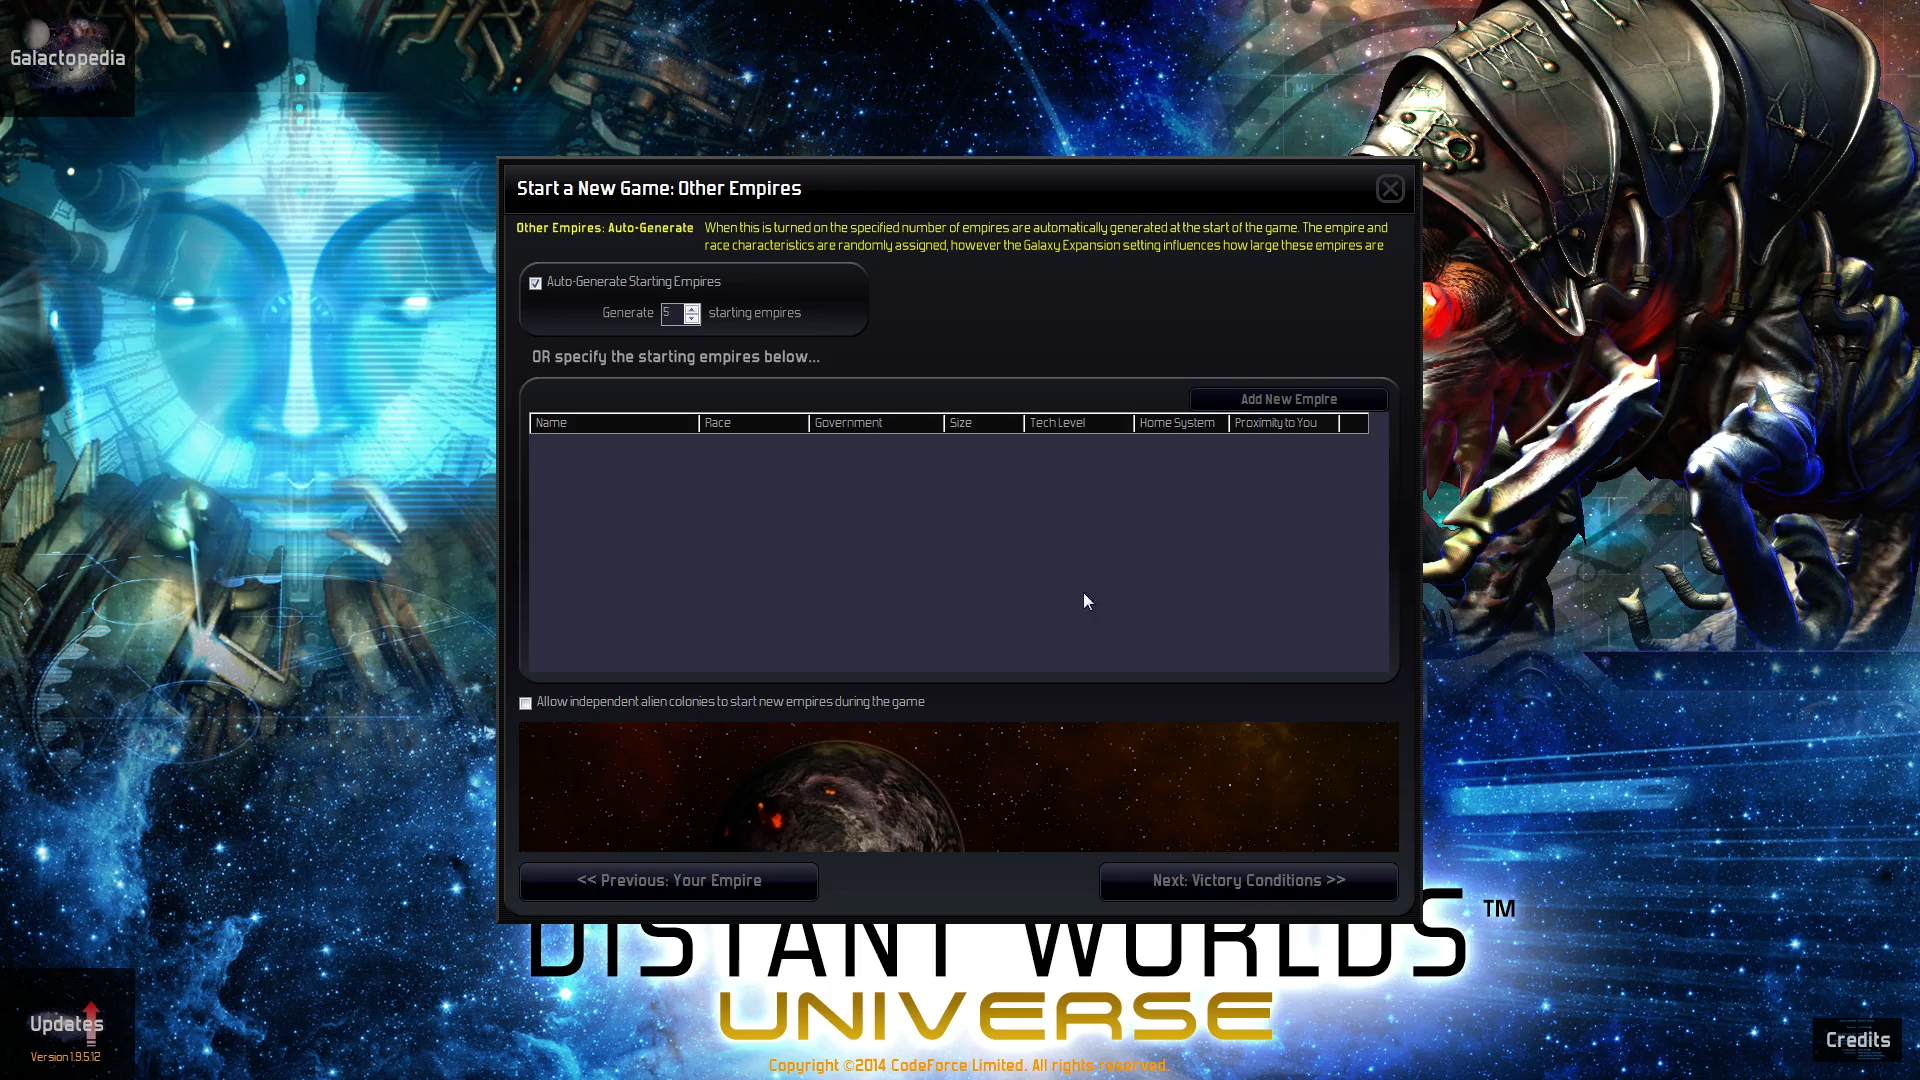 Galactopedia
Start a New Game: Other Empires
Other Empires: Auto-Generate When this is turned on the specified number of empires are automatically generated at the start of the game. The empire and
race characteristics are randomly assigned, however the Galaxy Expansion setting influences how large these empires are
Auto-Generate Starting Empires
Generate 5 starting empires
OR specify the starting empires below...
Add New Empire
Name Race Government Size Tech Level Home System Proximity to You
Allow independent alien colonies to start new empires during the game
<< Previous: Your Empire Next: Victory Conditions >>
DISTANT WORLDS™
UNIVERSE
Updates
Version 1.9.5.12
Credits
Copyright ©2014 CodeForce Limited. All rights reserved.